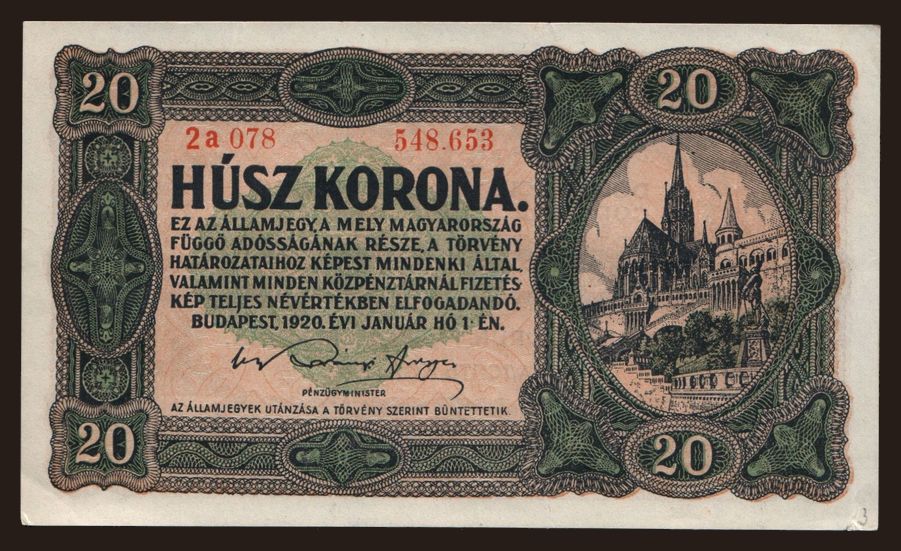 20 20
2a 078 548.653
HÚSZ KORONA.
EZ AZ ÁLLAMJEGY, A MELY MAGYARORSZÁG
FÜGGŐ ADÓSSÁGÁNAK RÉSZE, A TÖRVÉNY
HATÁROZATAIHOZ KÉPEST MINDENKI ÁLTAL,
VALAMINT MINDEN KÖZPÉNZTÁRNÁL FIZETÉS-
KÉP TELJES NÉVÉRTÉKBEN ELFOGADANDÓ.
BUDAPEST, 1920. ÉVI JANUÁR HÓ 1-ÉN.
PÉNZÜGYMINISTER
AZ ÁLLAMJEGYEK UTÁNZÁSA A TÖRVÉNY SZERINT BÜNTETTETIK.
20 20